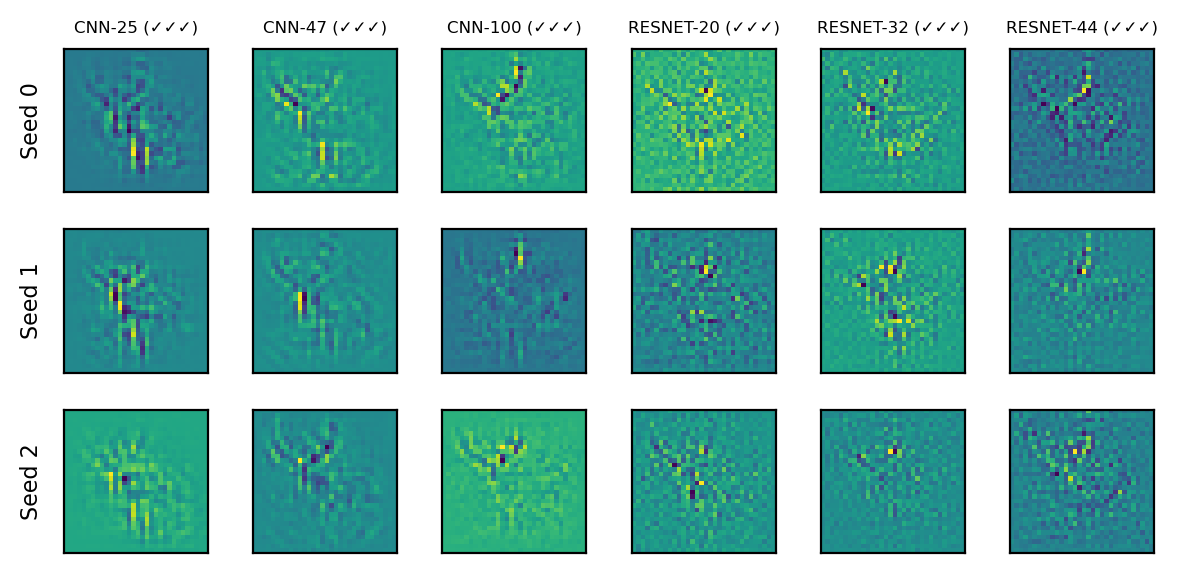 CNN-25 (✓✓✓) CNN-47 (✓✓✓) CNN-100 (✓✓✓) RESNET-20 (✓✓✓) RESNET-32 (✓✓✓) RESNET-44 (✓✓✓)
Seed 0
Seed 1
Seed 2